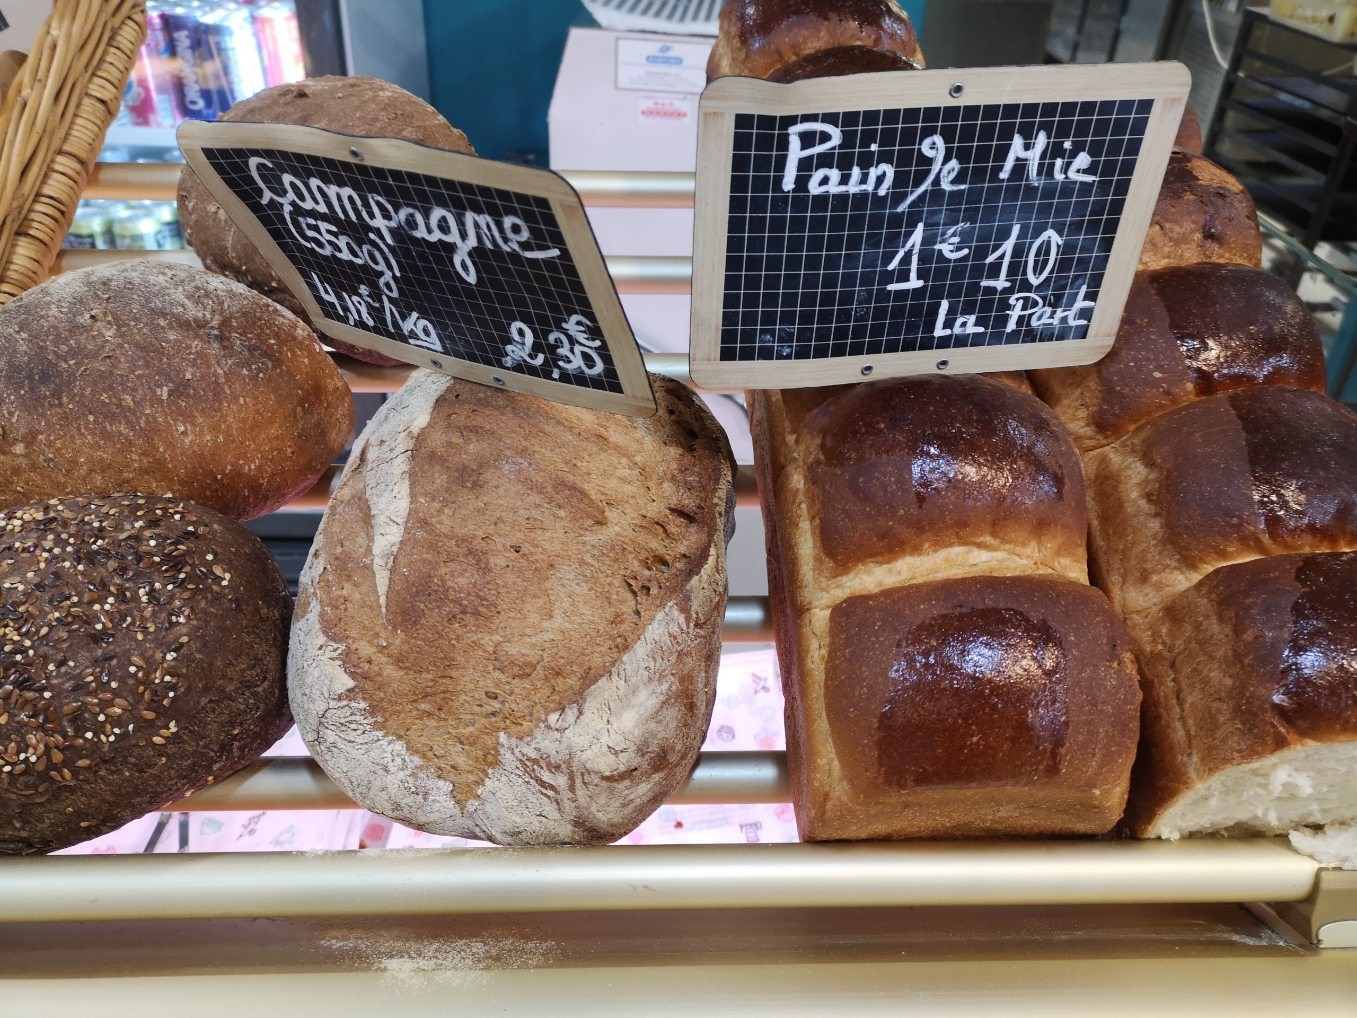 Campagne
(550g)
4,18€/kg
2,30€
Pain de Mie
1€10
La Part